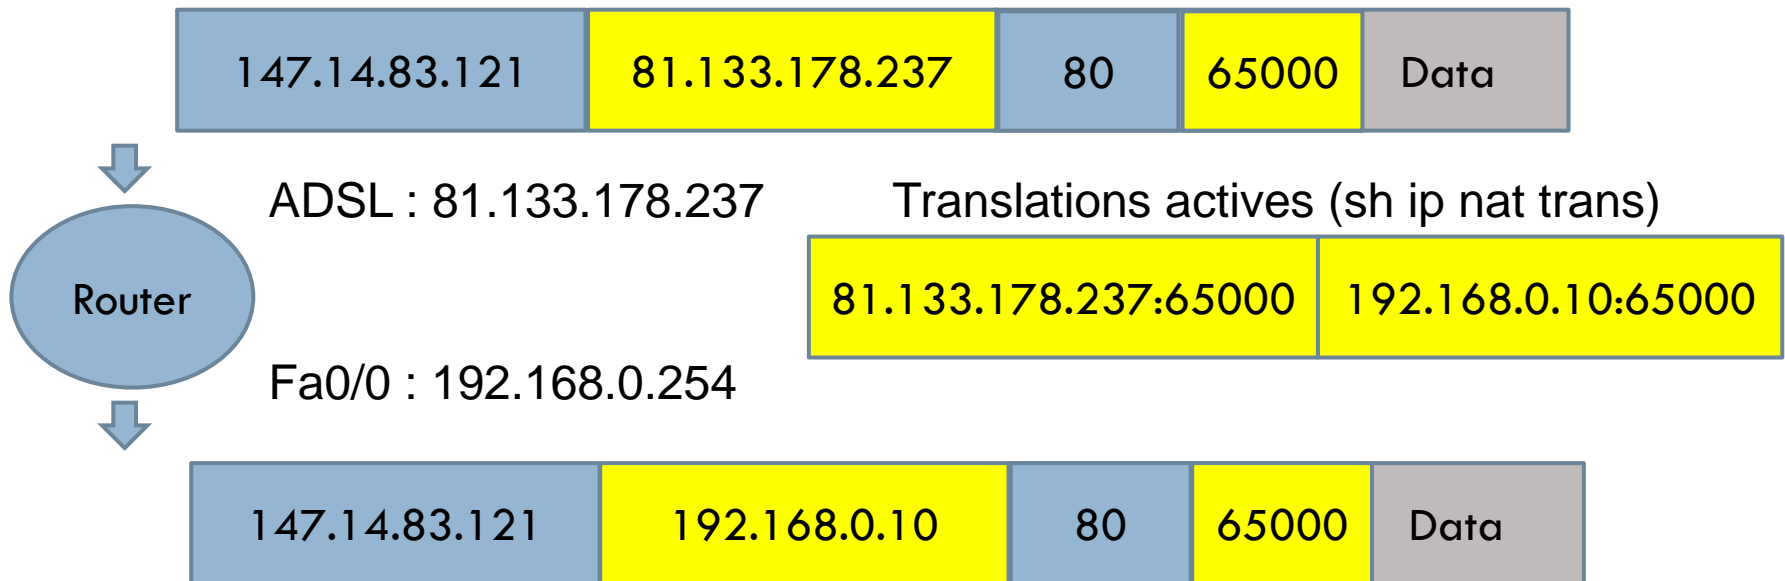 147.14.83.121 81.133.178.237 80 65000 Data
ADSL : 81.133.178.237 Translations actives (sh ip nat trans)
Router 81.133.178.237:65000 192.168.0.10:65000
Fa0/0 : 192.168.0.254
147.14.83.121 192.168.0.10 80 65000 Data